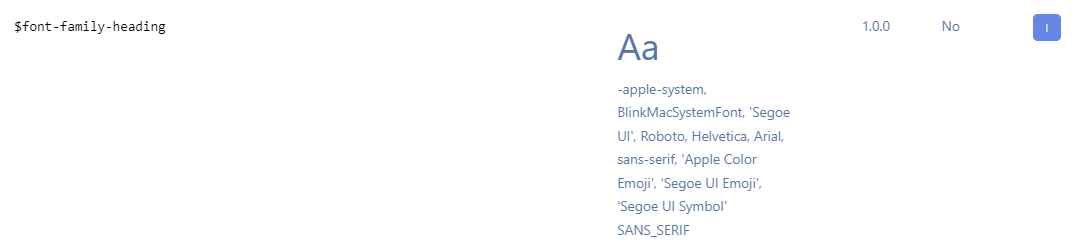 $font-family-heading
Aa
1.0.0
No
I
-apple-system,
BlinkMacSystemFont, 'Segoe
UI', Roboto, Helvetica, Arial,
sans-serif, 'Apple Color
Emoji', 'Segoe UI Emoji',
'Segoe UI Symbol'
SANS_SERIF